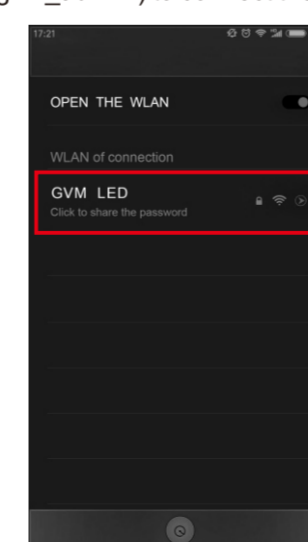 17:21
OPEN THE WLAN
WLAN of connection
GVM LED
Click to share the password